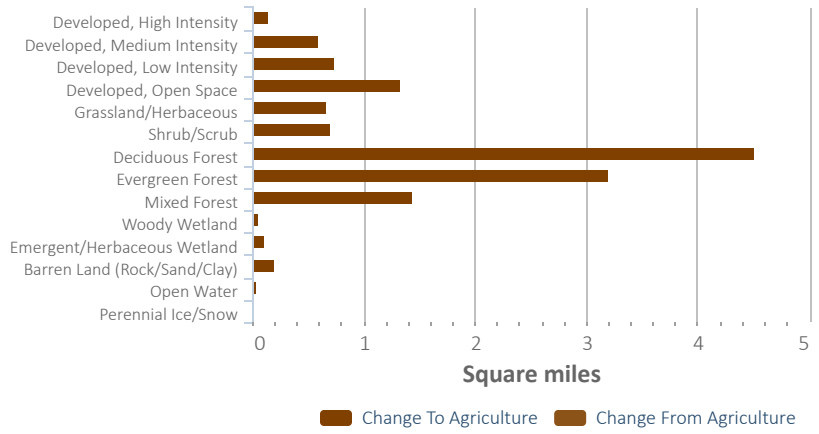 Developed, High Intensity
Developed, Medium Intensity
Developed, Low Intensity
Developed, Open Space
Grassland/Herbaceous
Shrub/Scrub
Deciduous Forest
Evergreen Forest
Mixed Forest
Woody Wetland
Emergent/Herbaceous Wetland
Barren Land (Rock/Sand/Clay)
Open Water
Perennial Ice/Snow
0 1 2 3 4 5
Square miles
Change To Agriculture Change From Agriculture